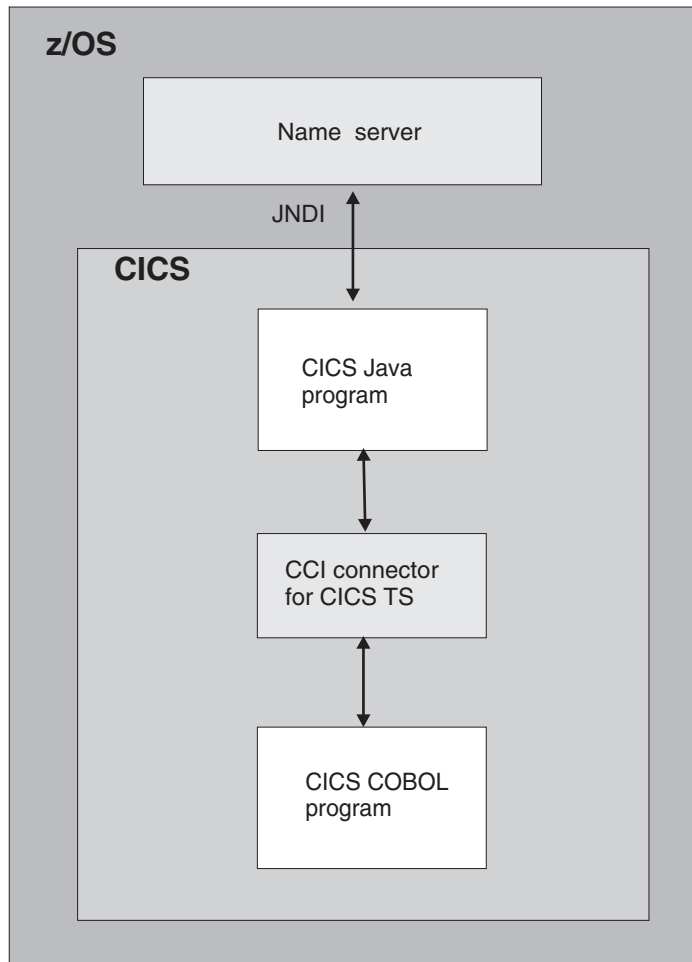 z/OS
Name server
JNDI
CICS
CICS Java
program
CCI connector
for CICS TS
CICS COBOL
program